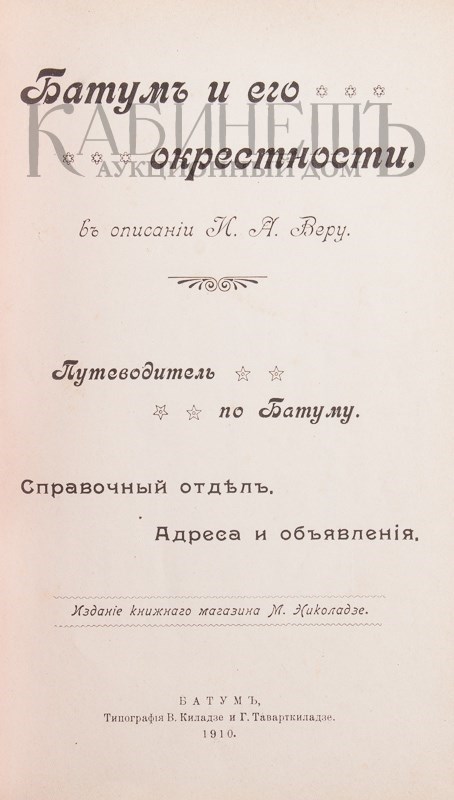 Батумъ и его
КАБИНЕТЪ
окрестности.
АУКЦИОННЫЙ ДОМ
въ описаніи И. А. Веру.
Путеводитель
по Батуму.
Справочный отдѣлъ.
Адреса и объявленія.
Изданіе книжнаго магазина М. Николадзе.
БАТУМЪ,
Типографія В. Киладзе и Г. Таварткиладзе.
1910.